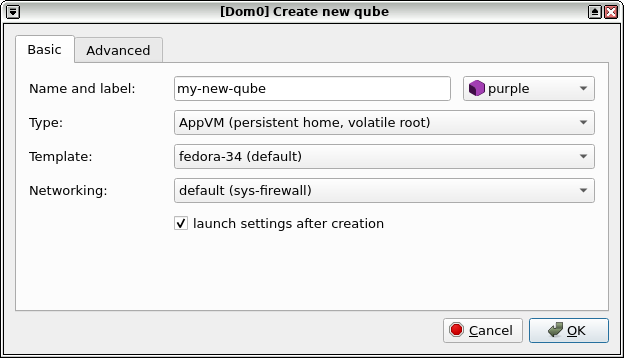 [Dom0] Create new qube
Basic Advanced
Name and label: my-new-qube purple
Type: AppVM (persistent home, volatile root)
Template: fedora-34 (default)
Networking: default (sys-firewall)
launch settings after creation
Cancel OK